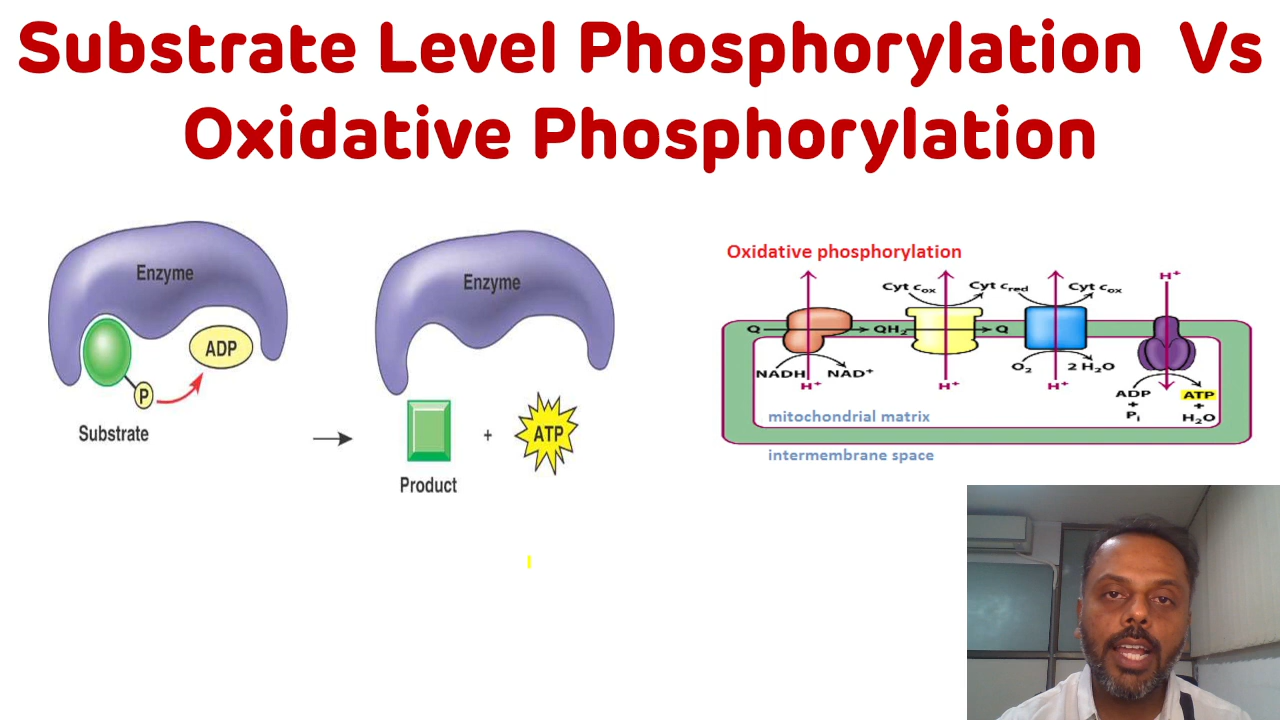 Substrate Level Phosphorylation Vs
Oxidative Phosphorylation
Enzyme
ADP
P
Substrate
Enzyme
Product
+
ATP
Oxidative phosphorylation
Cyt cox
Cyt cred
Cyt cox
H+
Q
QH2
Q
NADH
NAD+
H+
H+
O2
2 H2O
H+
ADP
+
Pi
ATP
+
H2O
mitochondrial matrix
intermembrane space